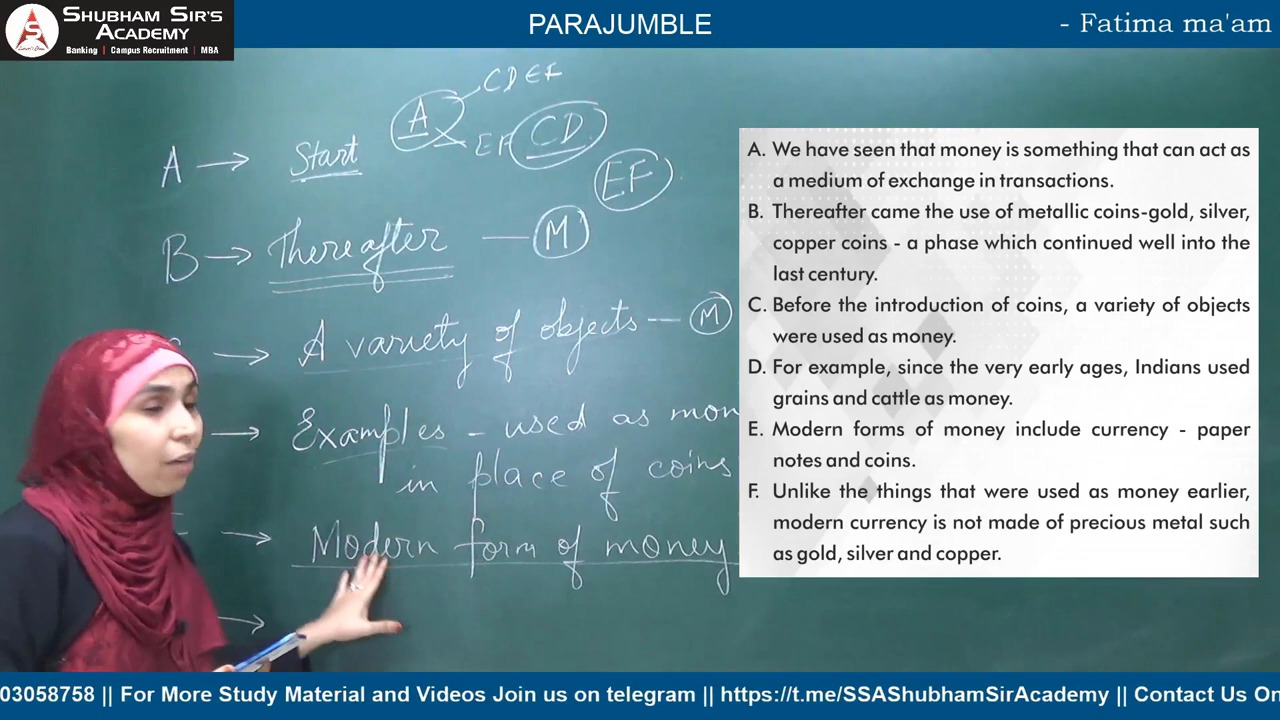 SHUBHAM SIR'S
ACADEMY
Banking | Campus Recruitment | MBA
PARAJUMBLE
- Fatima ma'am
CDEF
A
EF CD
EF
A → Start
B → Thereafter — M
→ A variety of objects — M
→ Examples - used as mon
in place of coins
→ Modern form of money
→
A. We have seen that money is something that can act as
a medium of exchange in transactions.
B. Thereafter came the use of metallic coins-gold, silver,
copper coins - a phase which continued well into the
last century.
C. Before the introduction of coins, a variety of objects
were used as money.
D. For example, since the very early ages, Indians used
grains and cattle as money.
E. Modern forms of money include currency - paper
notes and coins.
F. Unlike the things that were used as money earlier,
modern currency is not made of precious metal such
as gold, silver and copper.
03058758 || For More Study Material and Videos Join us on telegram || https://t.me/SSAShubhamSirAcademy || Contact Us On